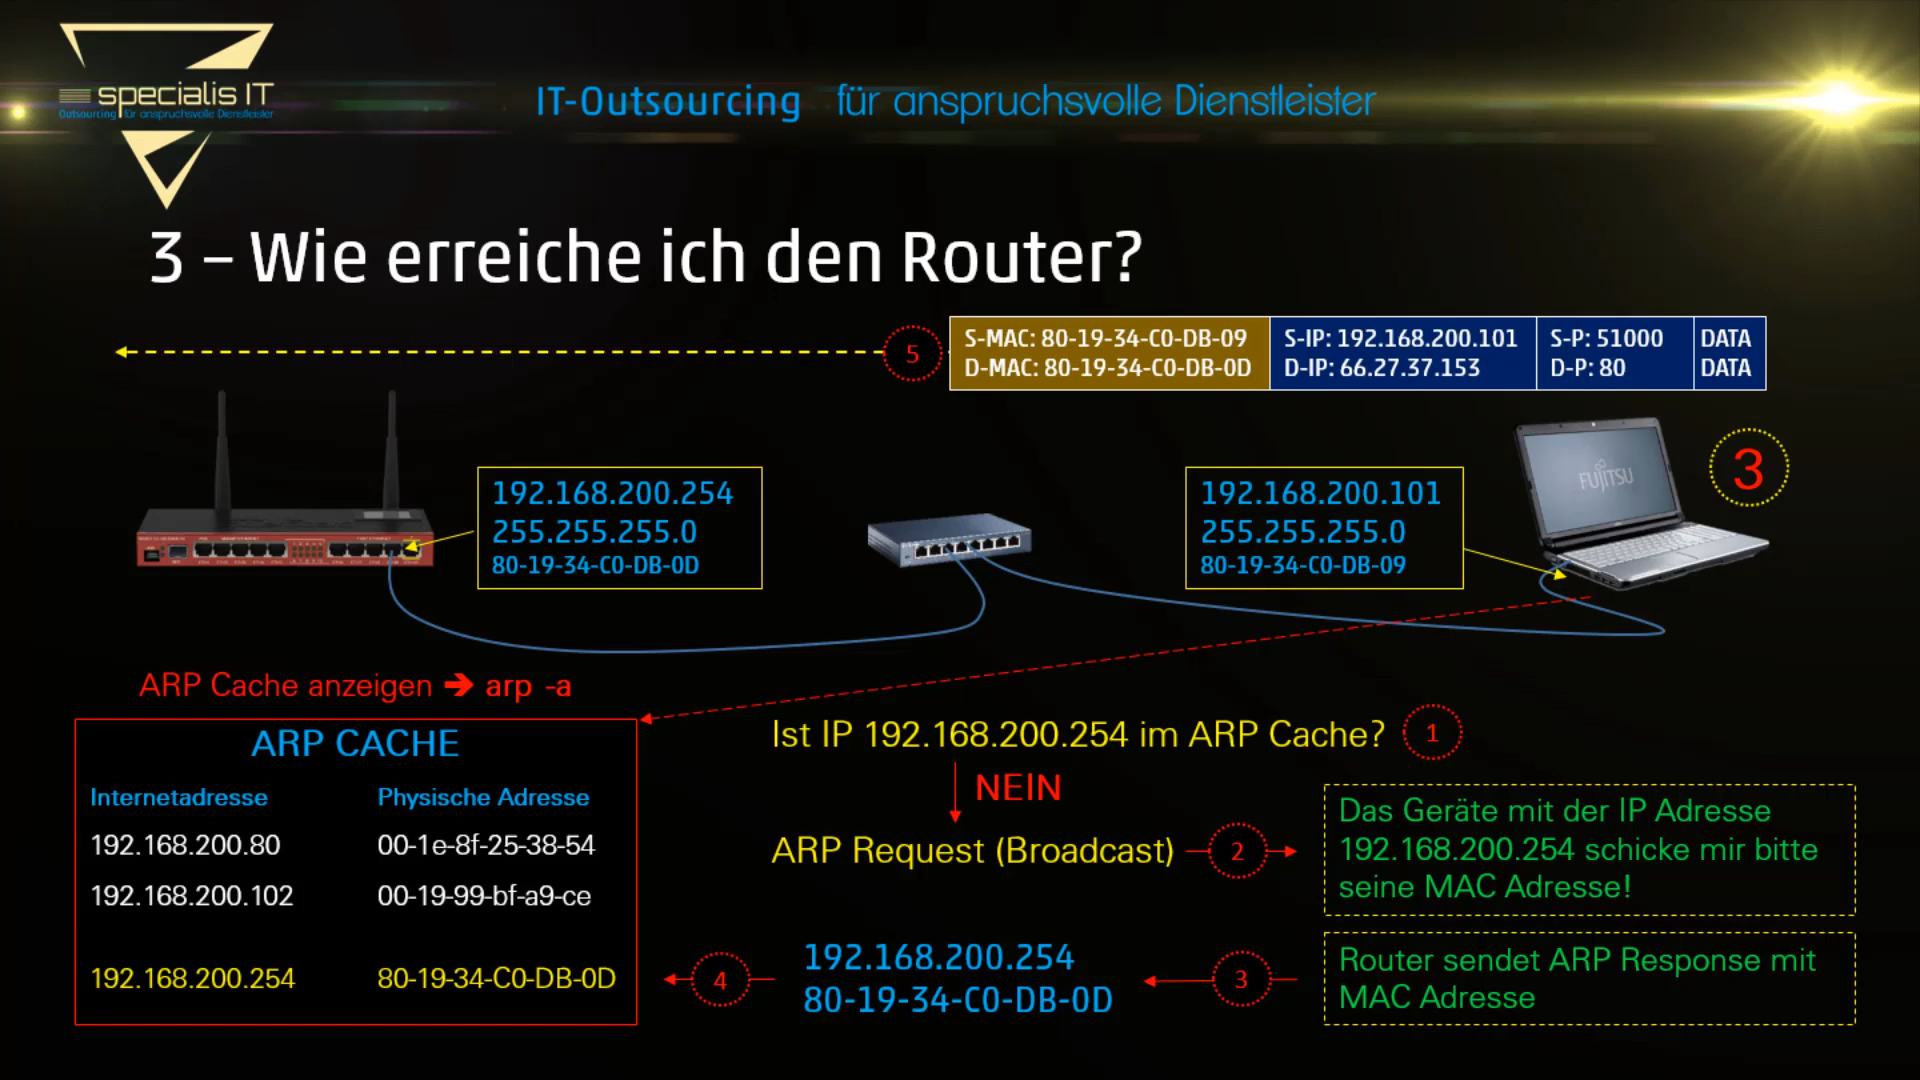 specialis IT
Outsourcing für anspruchsvolle Dienstleister
IT-Outsourcing für anspruchsvolle Dienstleister
3 – Wie erreiche ich den Router?
5
S-MAC: 80-19-34-C0-DB-09 S-IP: 192.168.200.101 S-P: 51000 DATA
D-MAC: 80-19-34-C0-DB-0D D-IP: 66.27.37.153 D-P: 80 DATA
192.168.200.254
255.255.255.0
80-19-34-C0-DB-0D
192.168.200.101
255.255.255.0
80-19-34-C0-DB-09
FUJITSU
3
ARP Cache anzeigen ➔ arp -a
ARP CACHE
Internetadresse Physische Adresse
192.168.200.80 00-1e-8f-25-38-54
192.168.200.102 00-19-99-bf-a9-ce
192.168.200.254 80-19-34-C0-DB-0D
Ist IP 192.168.200.254 im ARP Cache? 1
NEIN
ARP Request (Broadcast) 2
Das Geräte mit der IP Adresse
192.168.200.254 schicke mir bitte
seine MAC Adresse!
4
192.168.200.254
80-19-34-C0-DB-0D
3
Router sendet ARP Response mit
MAC Adresse